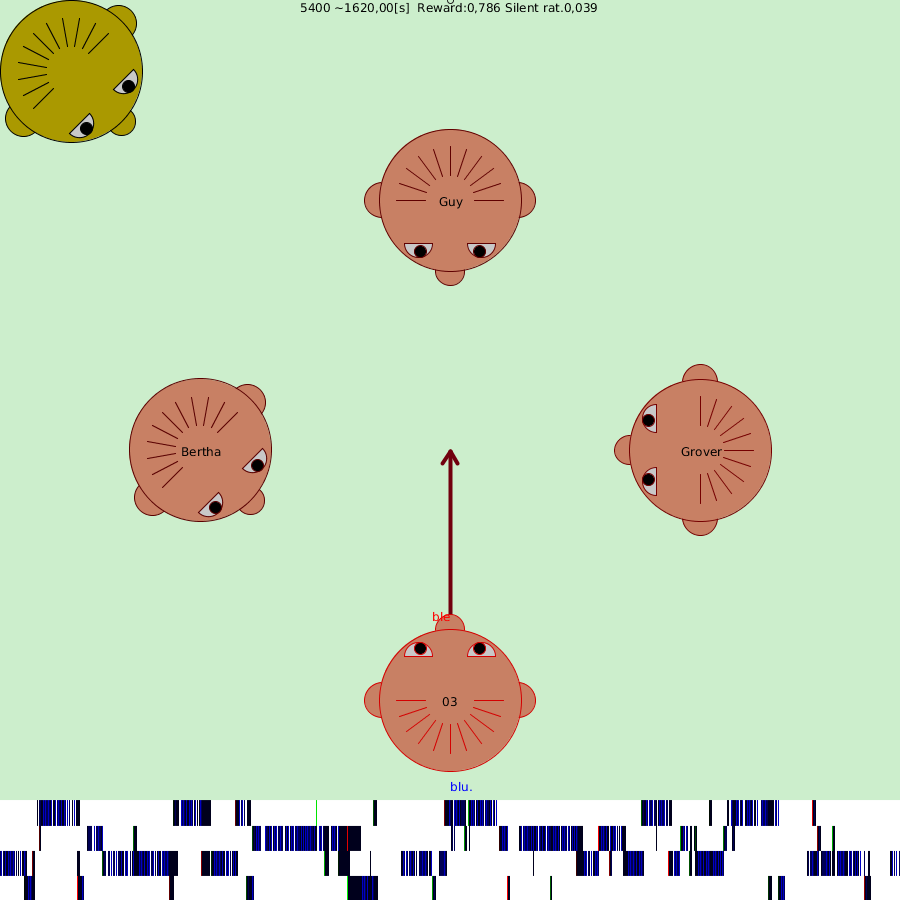 5400 ~1620,00[s]  Reward:0,786 Silent rat.0,039
Guy
Bertha
Grover
ble
03
blu.